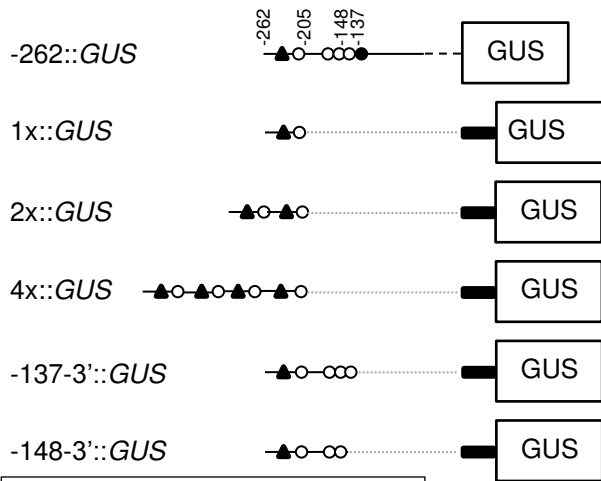 -262
-205
-148
-137
-262::GUS GUS
1x::GUS GUS
2x::GUS GUS
4x::GUS GUS
-137-3'::GUS GUS
-148-3'::GUS GUS